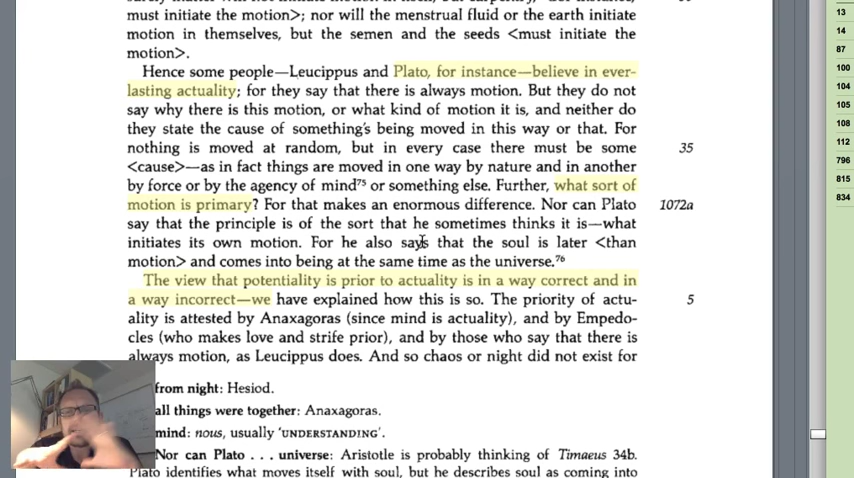 must initiate the motion>; nor will the menstrual fluid or the earth initiate
motion in themselves, but the semen and the seeds <must initiate the
motion>.
Hence some people—Leucippus and Plato, for instance—believe in ever-
lasting actuality; for they say that there is always motion. But they do not
say why there is this motion, or what kind of motion it is, and neither do
they state the cause of something's being moved in this way or that. For
nothing is moved at random, but in every case there must be some
35
<cause>—as in fact things are moved in one way by nature and in another
by force or by the agency of mind⁷⁵ or something else. Further, what sort of
motion is primary? For that makes an enormous difference. Nor can Plato
1072a
say that the principle is of the sort that he sometimes thinks it is—what
initiates its own motion. For he also says that the soul is later <than
motion> and comes into being at the same time as the universe.⁷⁶
The view that potentiality is prior to actuality is in a way correct and in
a way incorrect—we have explained how this is so. The priority of actu-
5
ality is attested by Anaxagoras (since mind is actuality), and by Empedo-
cles (who makes love and strife prior), and by those who say that there is
always motion, as Leucippus does. And so chaos or night did not exist for
from night: Hesiod.
all things were together: Anaxagoras.
mind: nous, usually 'UNDERSTANDING'.
Nor can Plato . . . universe: Aristotle is probably thinking of Timaeus 34b.
Plato identifies what moves itself with soul, but he describes soul as coming into
13
14
87
100
104
105
108
112
796
815
834